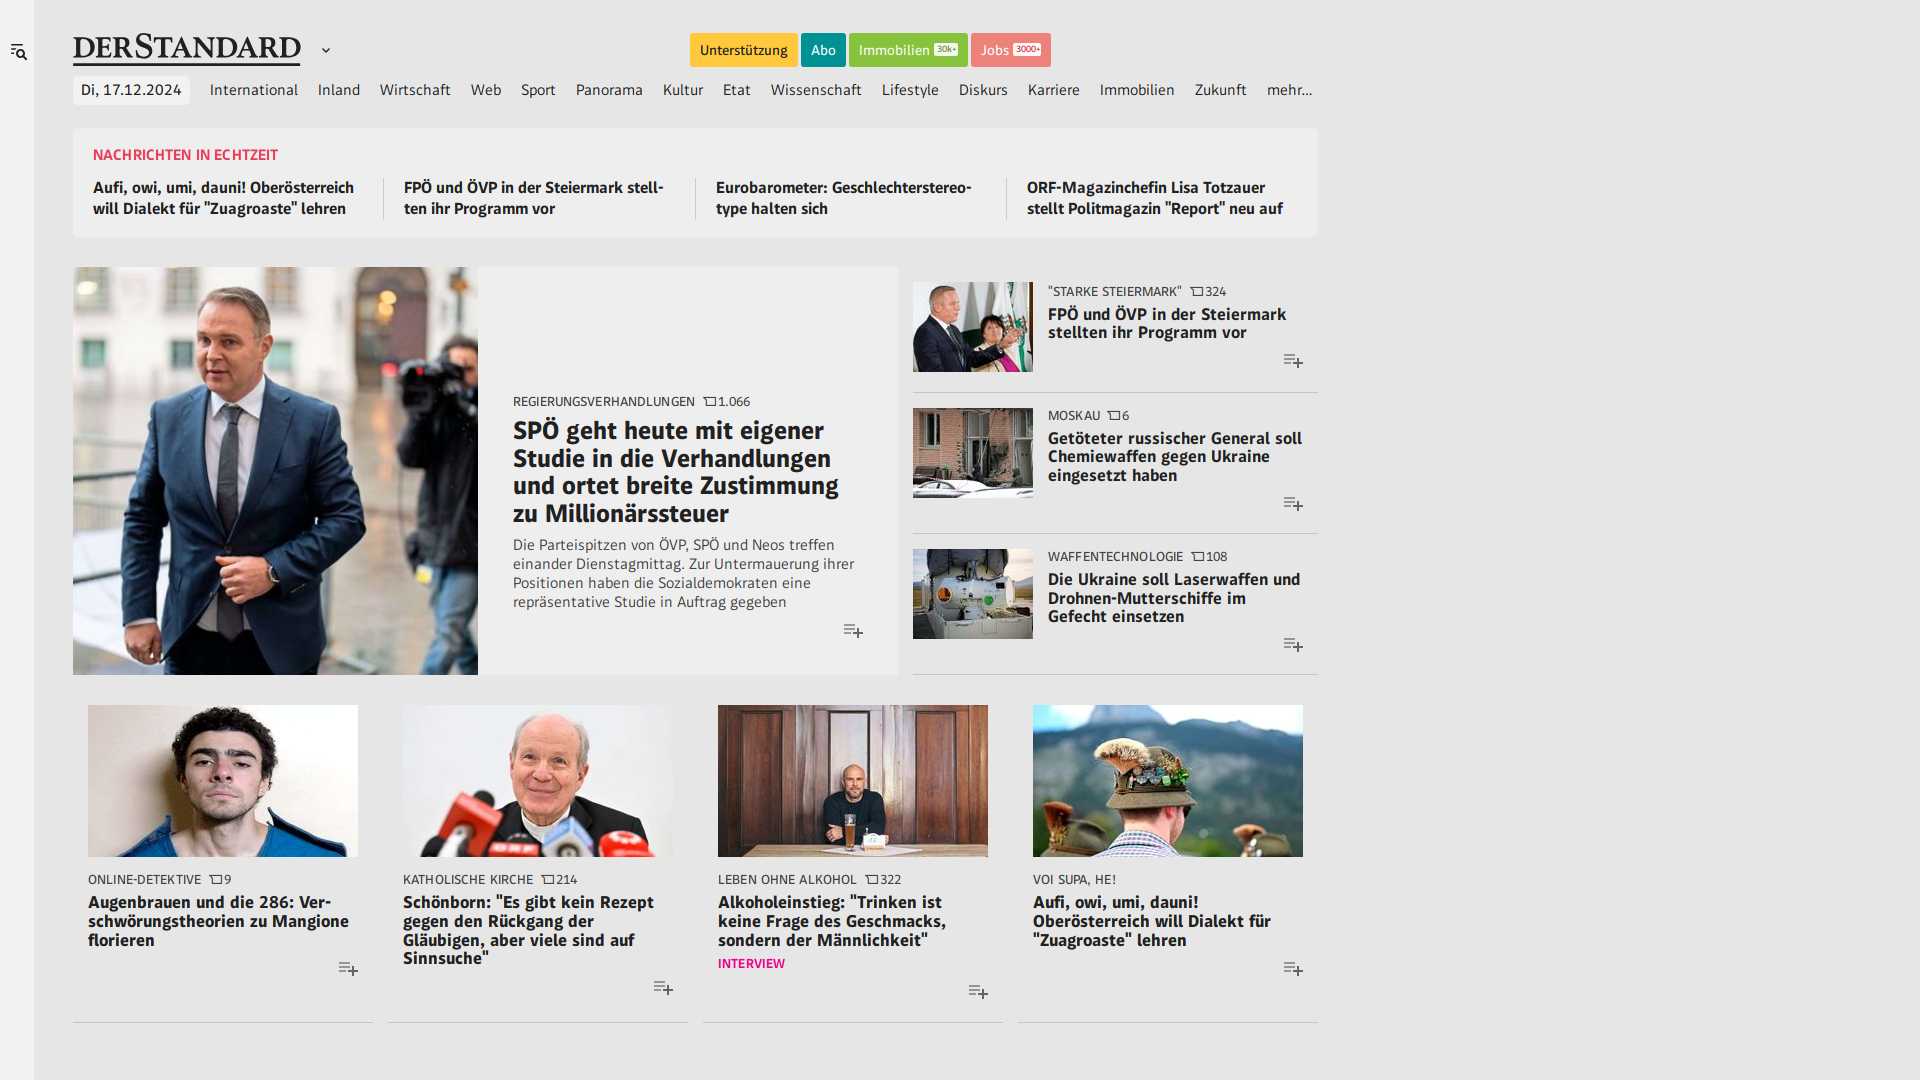 DERSTANDARD
Unterstützung
Abo
Immobilien 30k+
Jobs 3000+
Di, 17.12.2024
International
Inland
Wirtschaft
Web
Sport
Panorama
Kultur
Etat
Wissenschaft
Lifestyle
Diskurs
Karriere
Immobilien
Zukunft
mehr...
NACHRICHTEN IN ECHTZEIT
Aufi, owi, umi, dauni! Oberösterreich
will Dialekt für "Zuagroaste" lehren
FPÖ und ÖVP in der Steiermark stell-
ten ihr Programm vor
Eurobarometer: Geschlechterstereo-
type halten sich
ORF-Magazinchefin Lisa Totzauer
stellt Politmagazin "Report" neu auf
REGIERUNGSVERHANDLUNGEN 1.066
SPÖ geht heute mit eigener
Studie in die Verhandlungen
und ortet breite Zustimmung
zu Millionärssteuer
Die Parteispitzen von ÖVP, SPÖ und Neos treffen
einander Dienstagmittag. Zur Untermauerung ihrer
Positionen haben die Sozialdemokraten eine
repräsentative Studie in Auftrag gegeben
"STARKE STEIERMARK" 324
FPÖ und ÖVP in der Steiermark
stellten ihr Programm vor
MOSKAU 6
Getöteter russischer General soll
Chemiewaffen gegen Ukraine
eingesetzt haben
WAFFENTECHNOLOGIE 108
Die Ukraine soll Laserwaffen und
Drohnen-Mutterschiffe im
Gefecht einsetzen
ONLINE-DETEKTIVE 9
Augenbrauen und die 286: Ver-
schwörungstheorien zu Mangione
florieren
KATHOLISCHE KIRCHE 214
Schönborn: "Es gibt kein Rezept
gegen den Rückgang der
Gläubigen, aber viele sind auf
Sinnsuche"
LEBEN OHNE ALKOHOL 322
Alkoholeinstieg: "Trinken ist
keine Frage des Geschmacks,
sondern der Männlichkeit"
INTERVIEW
VOI SUPA, HE!
Aufi, owi, umi, dauni!
Oberösterreich will Dialekt für
"Zuagroaste" lehren